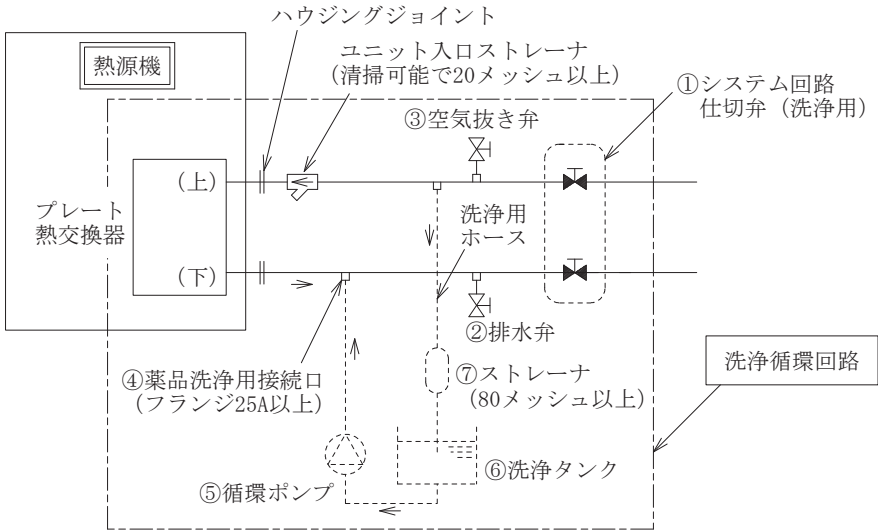 ハウジングジョイント
熱源機
ユニット入口ストレーナ
(清掃可能で20メッシュ以上)
①システム回路
仕切弁（洗浄用）
③空気抜き弁
(上)
プレート
熱交換器
洗浄用
ホース
(下)
②排水弁
④薬品洗浄用接続口
(フランジ25A以上)
⑦ストレーナ
(80メッシュ以上)
洗浄循環回路
⑥洗浄タンク
⑤循環ポンプ